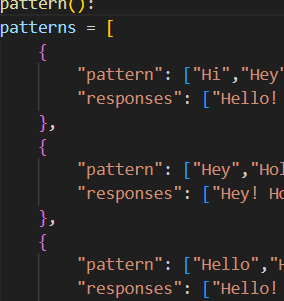 pattern():
patterns = [
{
"pattern": ["Hi","Hey"
"responses": ["Hello!
},
{
"pattern": ["Hey","Hol
"responses": ["Hey! Ho
},
{
"pattern": ["Hello","H
"responses": ["Hello!